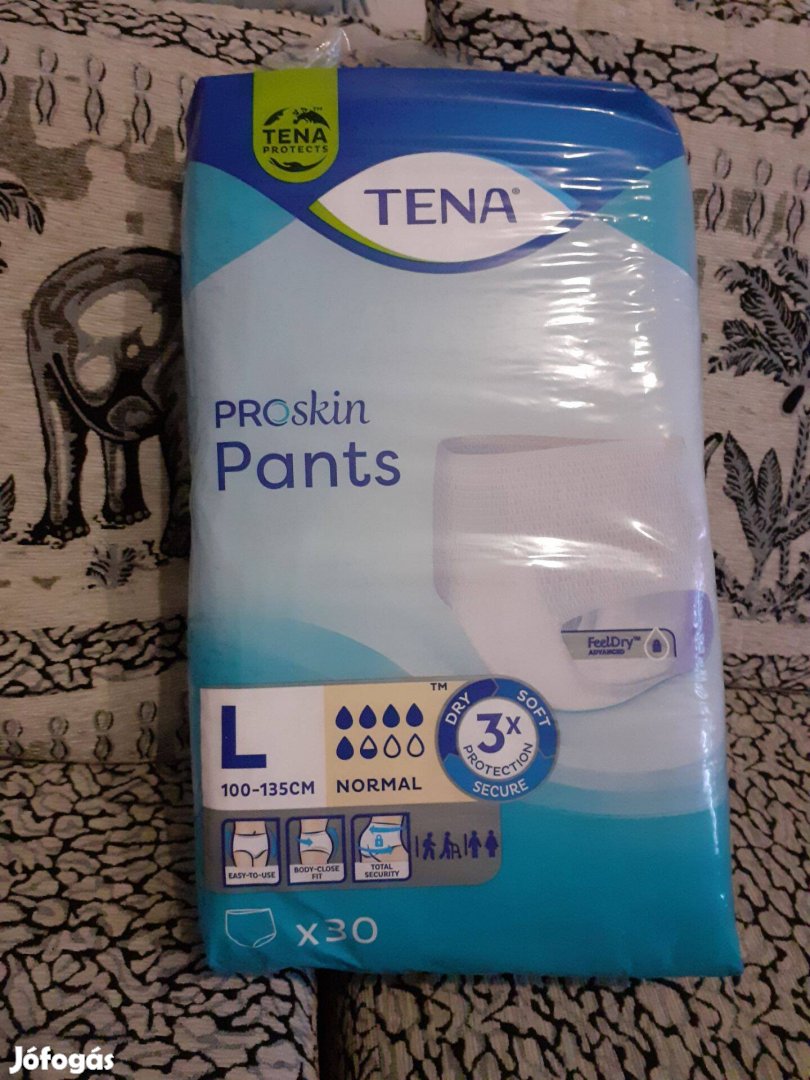 TENA
PROTECTS
TENA®
PROskin
Pants
FeelDry™
ADVANCED
L
100-135CM
™
NORMAL
DRY
SOFT
3x
PROTECTION
SECURE
EASY-TO-USE
BODY-CLOSE
FIT
TOTAL
SECURITY
x30
Jófogás